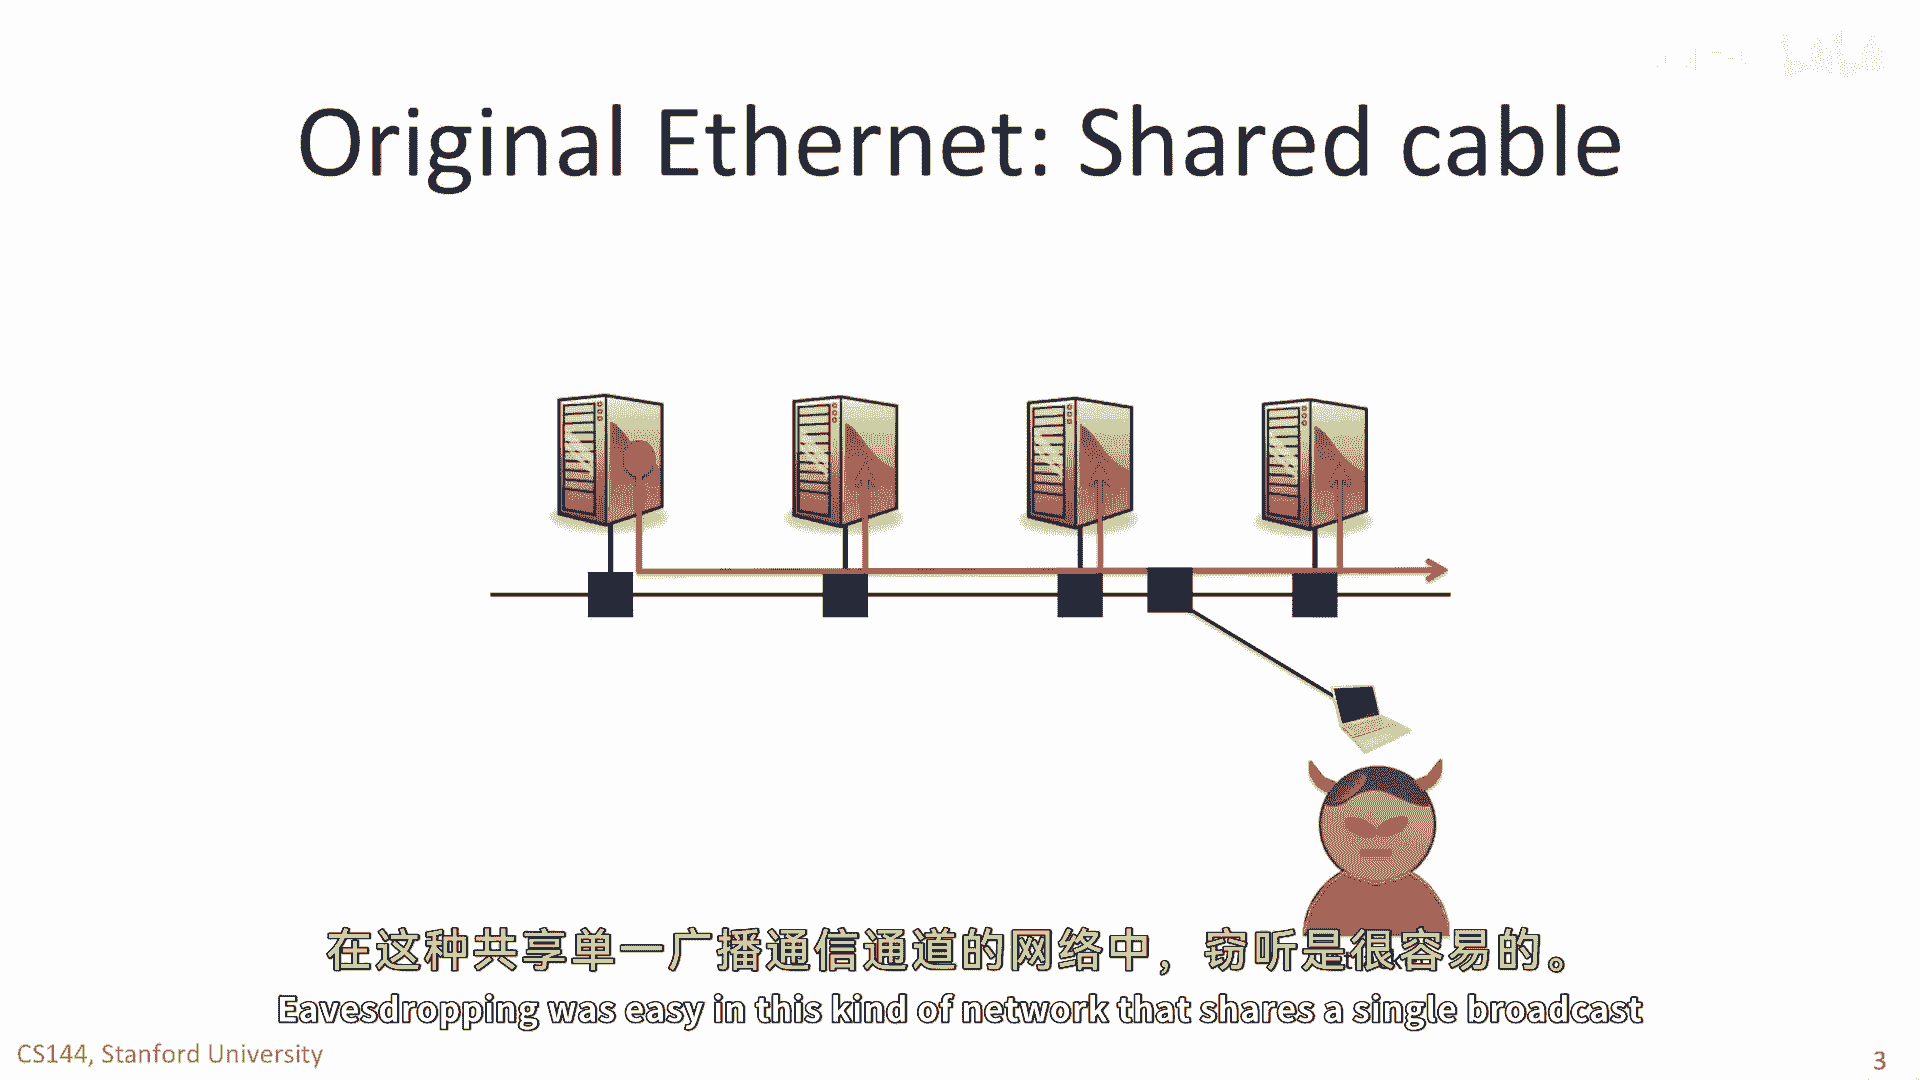 Original Ethernet: Shared cable
在这种共享单一广播通信通道的网络中，窃听是很容易的。
Eavesdropping was easy in this kind of network that shares a single broadcast
CS144, Stanford University
3